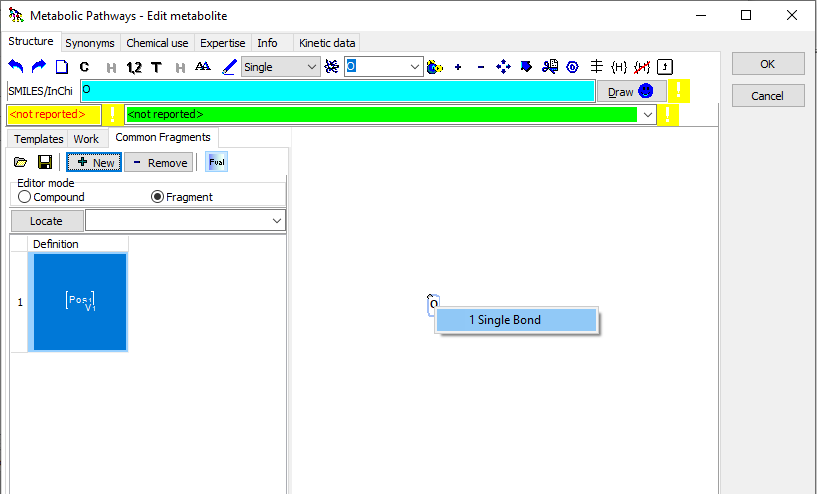 Metabolic Pathways - Edit metabolite
Structure Synonyms Chemical use Expertise Info Kinetic data
C H 1,2 T H AA Single O + - {H} {H}
OK
SMILES/InChi O Draw !
Cancel
<not reported> ! <not reported> !
Templates Work Common Fragments
+ New - Remove Fval
Editor mode
Compound Fragment
Locate
Definition
1
[Pos1]
V1
O
1 Single Bond